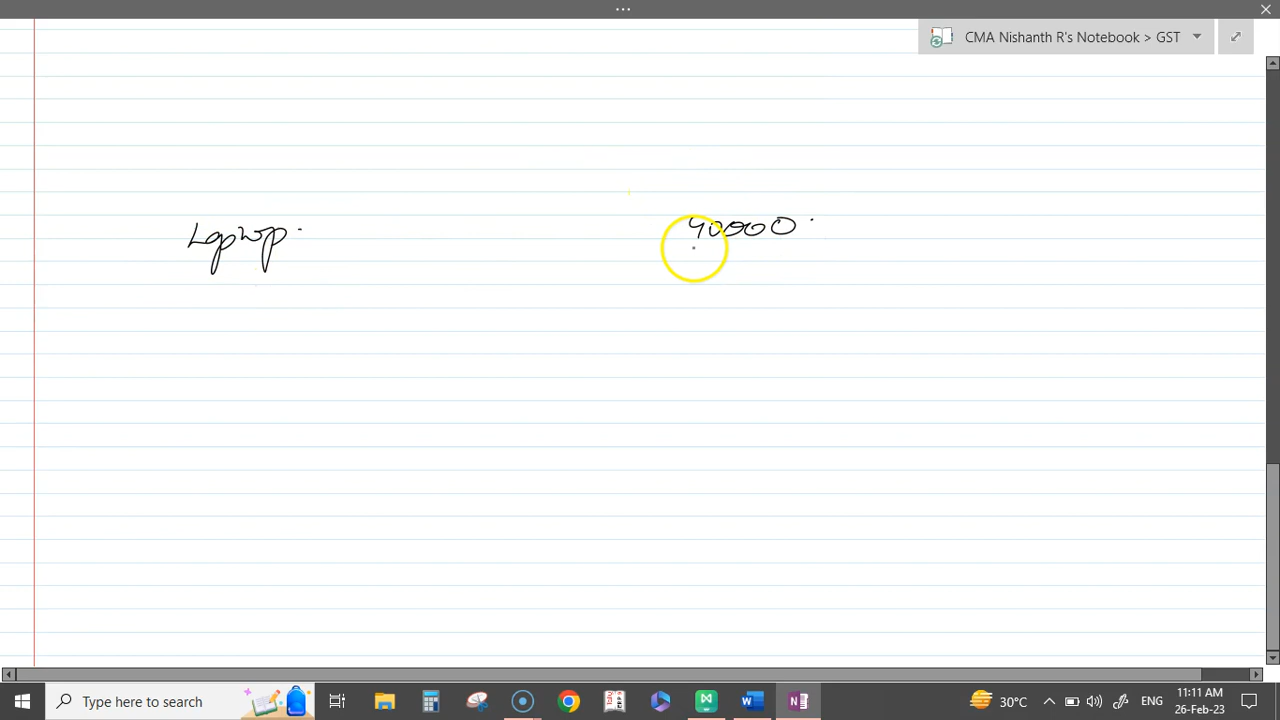 CMA Nishanth R's Notebook > GST
Laptop. 40000.
Type here to search
30°C
ENG
11:11 AM
26-Feb-23